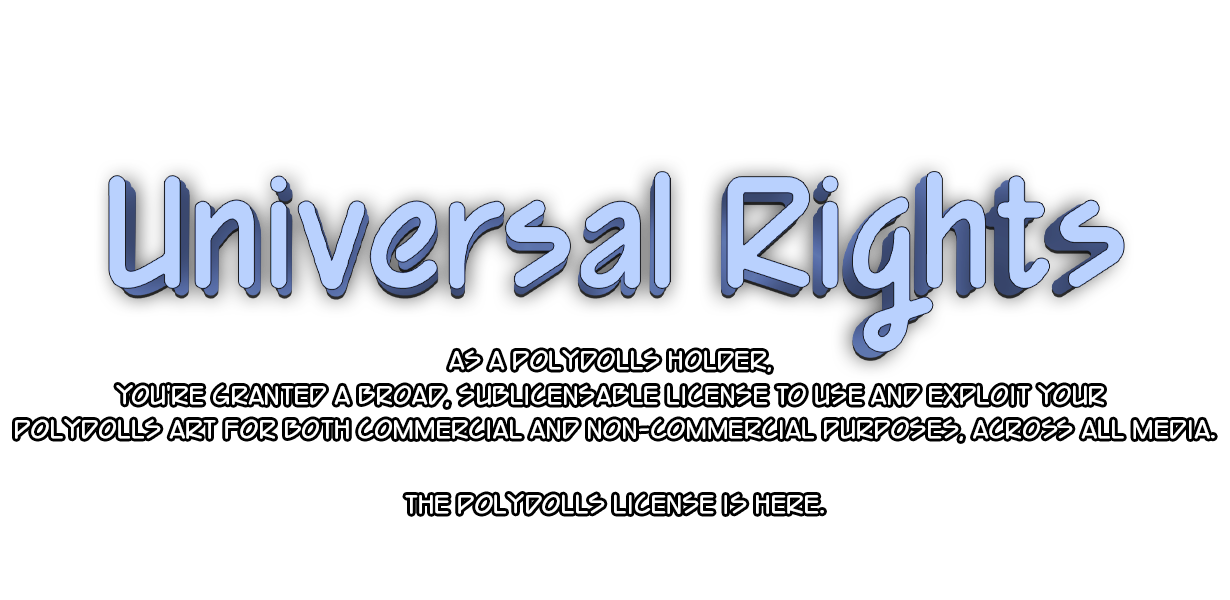 Universal Rights
AS A POLYDOLLS HOLDER,
YOU'RE GRANTED A BROAD, SUBLICENSABLE LICENSE TO USE AND EXPLOIT YOUR
POLYDOLLS ART FOR BOTH COMMERCIAL AND NON-COMMERCIAL PURPOSES, ACROSS ALL MEDIA.
THE POLYDOLLS LICENSE IS HERE.